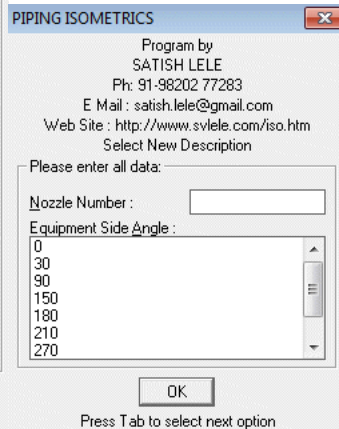 PIPING ISOMETRICS
Program by
SATISH LELE
Ph: 91-98202 77283
E Mail : satish.lele@gmail.com
Web Site : http://www.svlele.com/iso.htm
Select New Description
Please enter all data:
Nozzle Number :
Equipment Side Angle :
0
30
90
150
180
210
270
OK
Press Tab to select next option